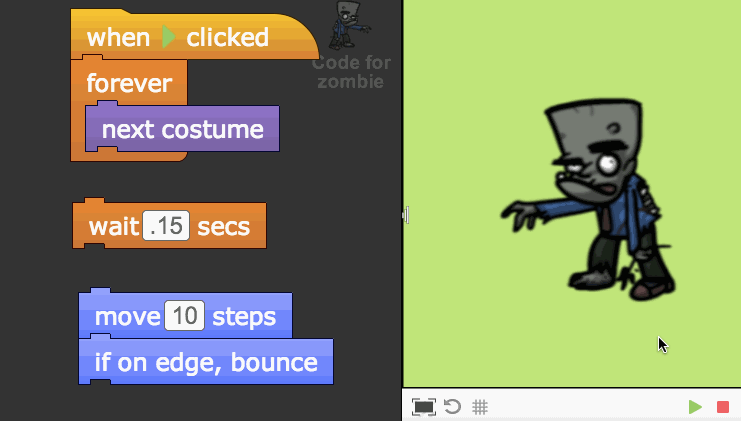 when clicked
Code for
zombie
forever
next costume
wait .15 secs
move 10 steps
if on edge, bounce